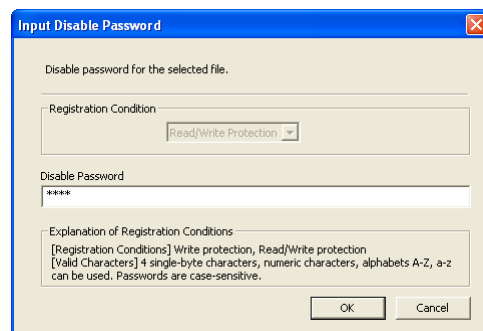 Input Disable Password
Disable password for the selected file.
Registration Condition
Read/Write Protection
Disable Password
****
Explanation of Registration Conditions
[Registration Conditions] Write protection, Read/Write protection
[Valid Characters] 4 single-byte characters, numeric characters, alphabets A-Z, a-z
can be used. Passwords are case-sensitive.
OK Cancel